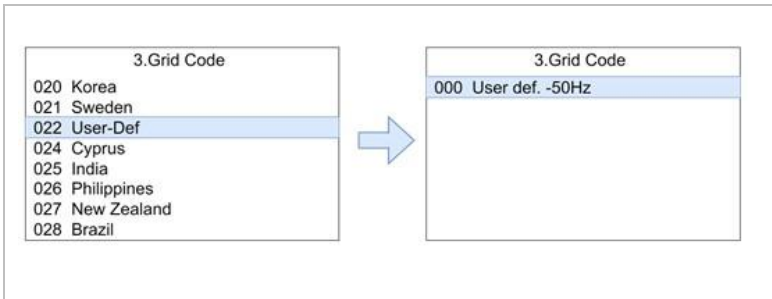 3.Grid Code
020 Korea
021 Sweden
022 User-Def
024 Cyprus
025 India
026 Philippines
027 New Zealand
028 Brazil
3.Grid Code
000 User def. -50Hz